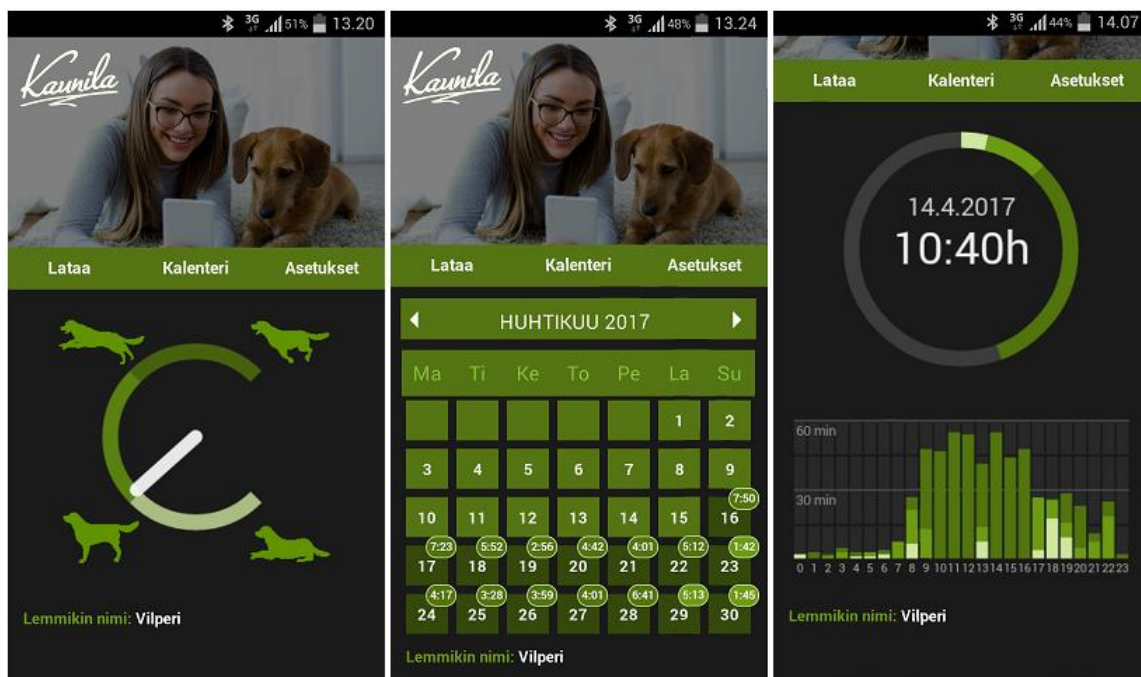 3G 51% 13.20
Kaunila
Lataa Kalenteri Asetukset
Lemmikin nimi: Vilperi
3G 48% 13.24
Kaunila
Lataa Kalenteri Asetukset
HUHTIKUU 2017
Ma Ti Ke To Pe La Su
1 2
3 4 5 6 7 8 9
7:50
10 11 12 13 14 15 16
7:23 5:52 2:56 4:42 4:01 5:12 1:42
17 18 19 20 21 22 23
4:17 3:28 3:59 4:01 6:41 5:13 1:45
24 25 26 27 28 29 30
Lemmikin nimi: Vilperi
3G 44% 14.07
Lataa Kalenteri Asetukset
14.4.2017
10:40h
60 min
30 min
0 1 2 3 4 5 6 7 8 9 10 11 12 13 14 15 16 17 18 19 20 21 22 23
Lemmikin nimi: Vilperi